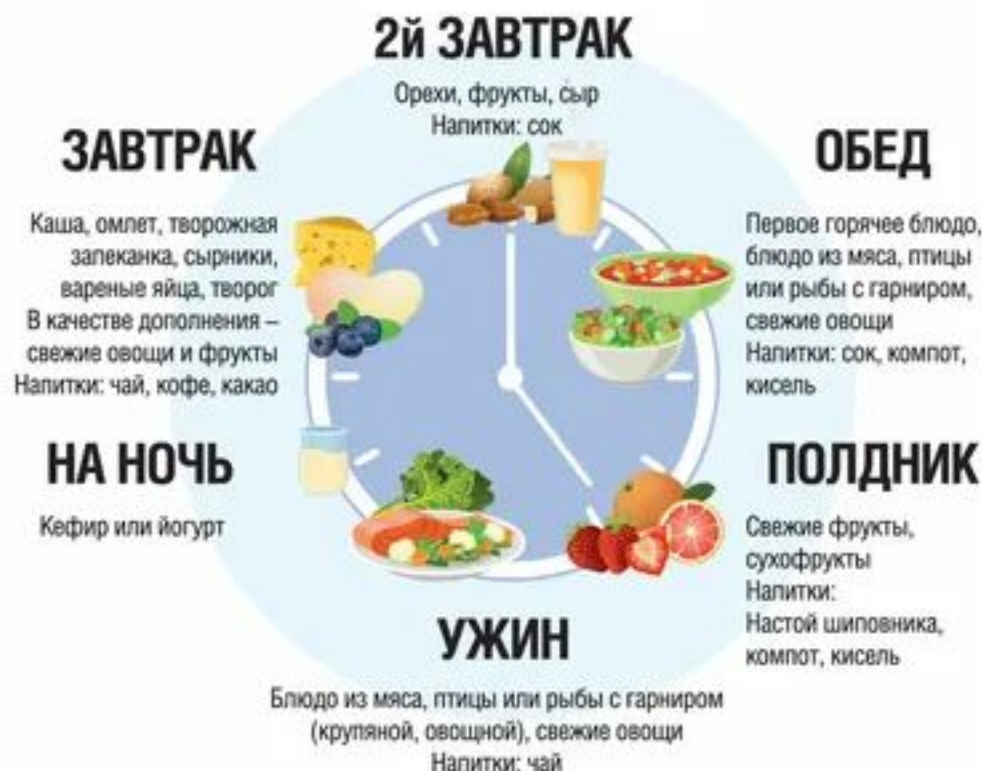 2й ЗАВТРАК
Орехи, фрукты, сыр
Напитки: сок
ЗАВТРАК
Каша, омлет, творожная
запеканка, сырники,
вареные яйца, творог
В качестве дополнения –
свежие овощи и фрукты
Напитки: чай, кофе, какао
ОБЕД
Первое горячее блюдо,
блюдо из мяса, птицы
или рыбы с гарниром,
свежие овощи
Напитки: сок, компот,
кисель
НА НОЧЬ
Кефир или йогурт
ПОЛДНИК
Свежие фрукты,
сухофрукты
Напитки:
Настой шиповника,
компот, кисель
УЖИН
Блюдо из мяса, птицы или рыбы с гарниром
(крупяной, овощной), свежие овощи
Напитки: чай